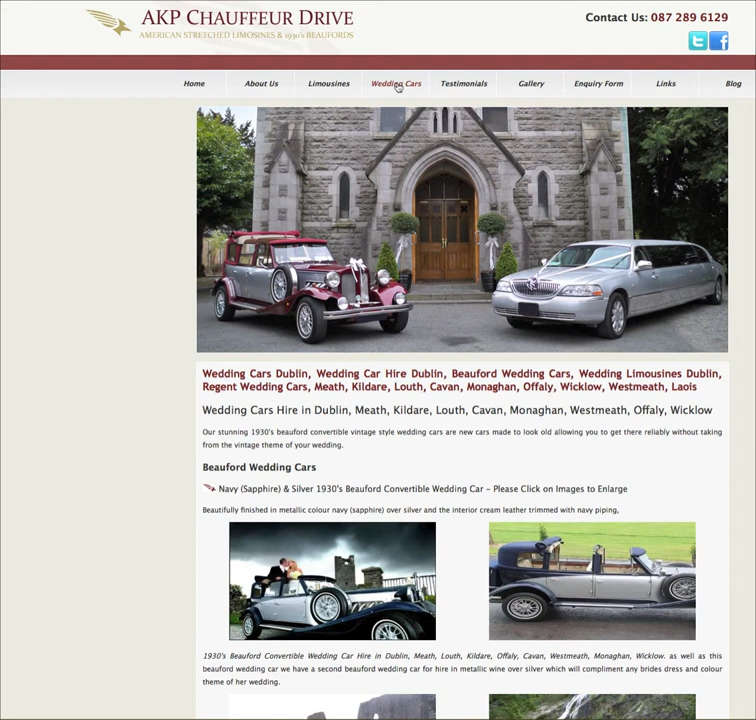 AKP CHAUFFEUR DRIVE
AMERICAN STRETCHED LIMOSINES & 1930's BEAUFORDS
Contact Us: 087 289 6129
Home About Us Limousines Wedding Cars Testimonials Gallery Enquiry Form Links Blog
Wedding Cars Dublin, Wedding Car Hire Dublin, Beauford Wedding Cars, Wedding Limousines Dublin,
Regent Wedding Cars, Meath, Kildare, Louth, Cavan, Monaghan, Offaly, Wicklow, Westmeath, Laois
Wedding Cars Hire in Dublin, Meath, Kildare, Louth, Cavan, Monaghan, Westmeath, Offaly, Wicklow
Our stunning 1930's beauford convertible vintage style wedding cars are new cars made to look old allowing you to get there reliably without taking
from the vintage theme of your wedding.
Beauford Wedding Cars
Navy (Sapphire) & Silver 1930's Beauford Convertible Wedding Car – Please Click on Images to Enlarge
Beautifully finished in metallic colour navy (sapphire) over silver and the interior cream leather trimmed with navy piping,
1930's Beauford Convertible Wedding Car Hire in Dublin, Meath, Louth, Kildare, Offaly, Cavan, Westmeath, Monaghan, Wicklow. as well as this
beauford wedding car we have a second beauford wedding car for hire in metallic wine over silver which will compliment any brides dress and colour
theme of her wedding.